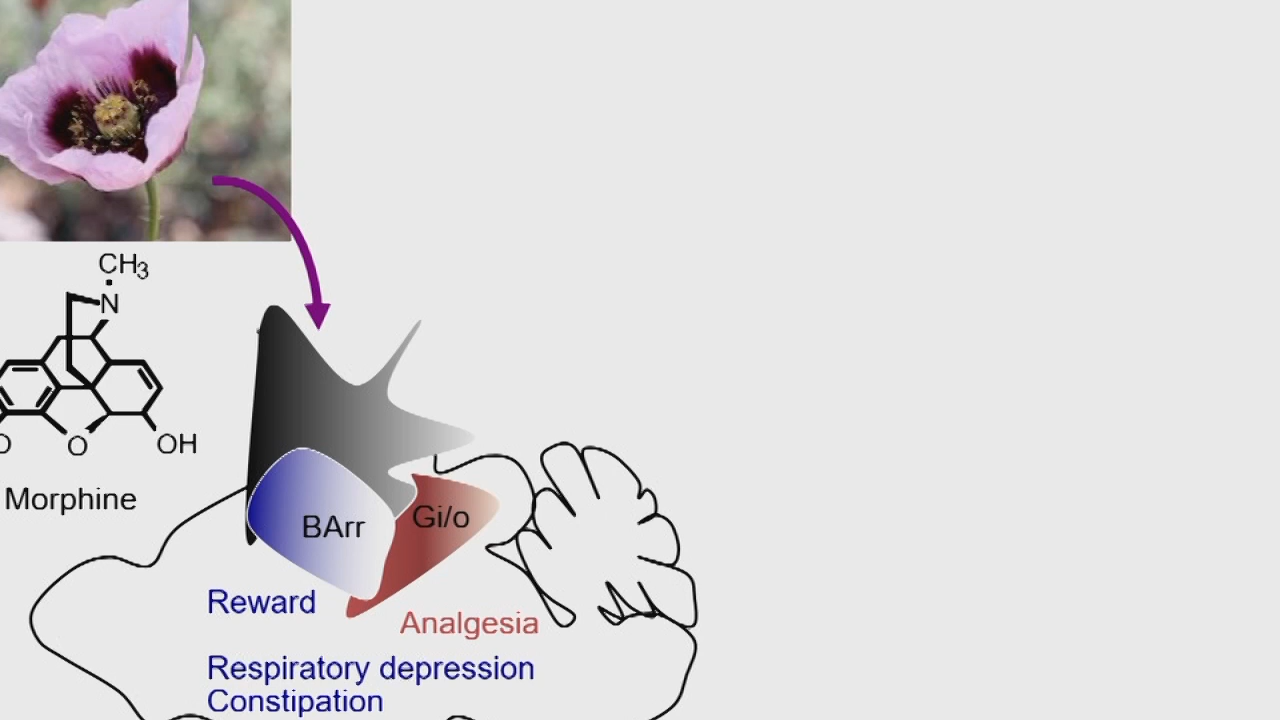 CH3
N
O
O
OH
Morphine
BArr
Gi/o
Reward
Analgesia
Respiratory depression
Constipation